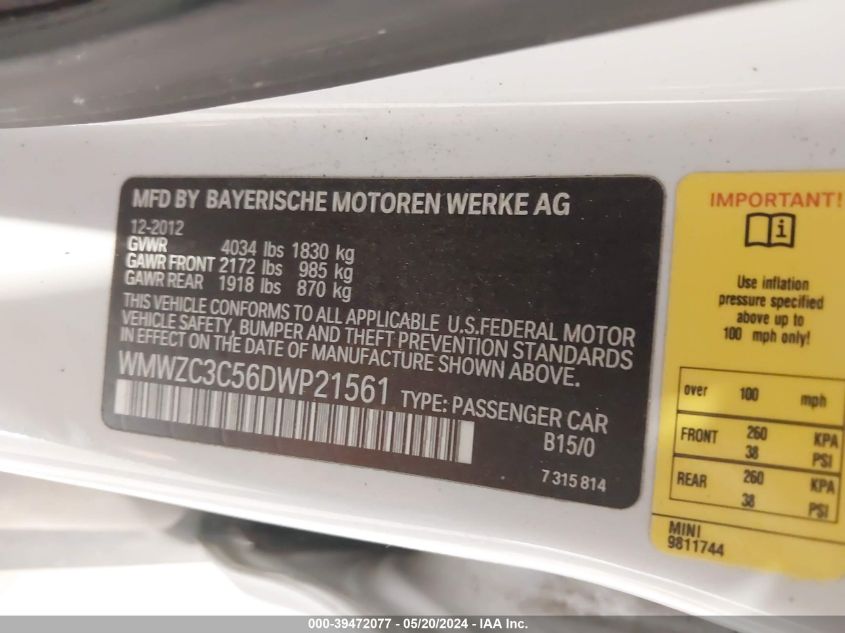 MFD BY BAYERISCHE MOTOREN WERKE AG
12-2012
GVWR 4034 lbs 1830 kg
GAWR FRONT 2172 lbs 985 kg
GAWR REAR 1918 lbs 870 kg
THIS VEHICLE CONFORMS TO ALL APPLICABLE U.S.FEDERAL MOTOR
VEHICLE SAFETY, BUMPER AND THEFT PREVENTION STANDARDS
IN EFFECT ON THE DATE OF MANUFACTURE SHOWN ABOVE.
WMWZC3C56DWP21561 TYPE: PASSENGER CAR
B15/0
7 315 814
IMPORTANT!
i
Use inflation
pressure specified
above up to
100 mph only!
over 100 mph
FRONT 260 KPA
38 PSI
REAR 260 KPA
38 PSI
MINI
9811744
000-39472077 - 05/20/2024 - IAA Inc.